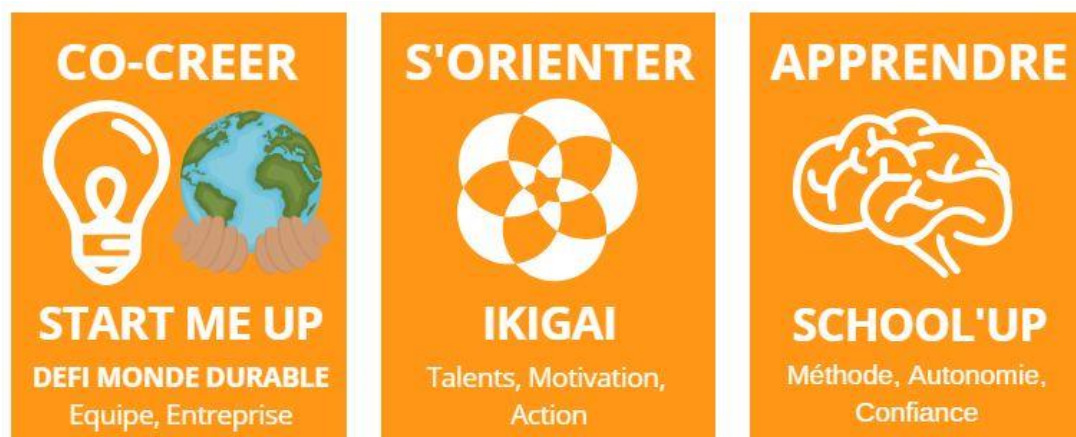 CO-CREER
START ME UP
DEFI MONDE DURABLE
Equipe, Entreprise
S'ORIENTER
IKIGAI
Talents, Motivation,
Action
APPRENDRE
SCHOOL'UP
Méthode, Autonomie,
Confiance